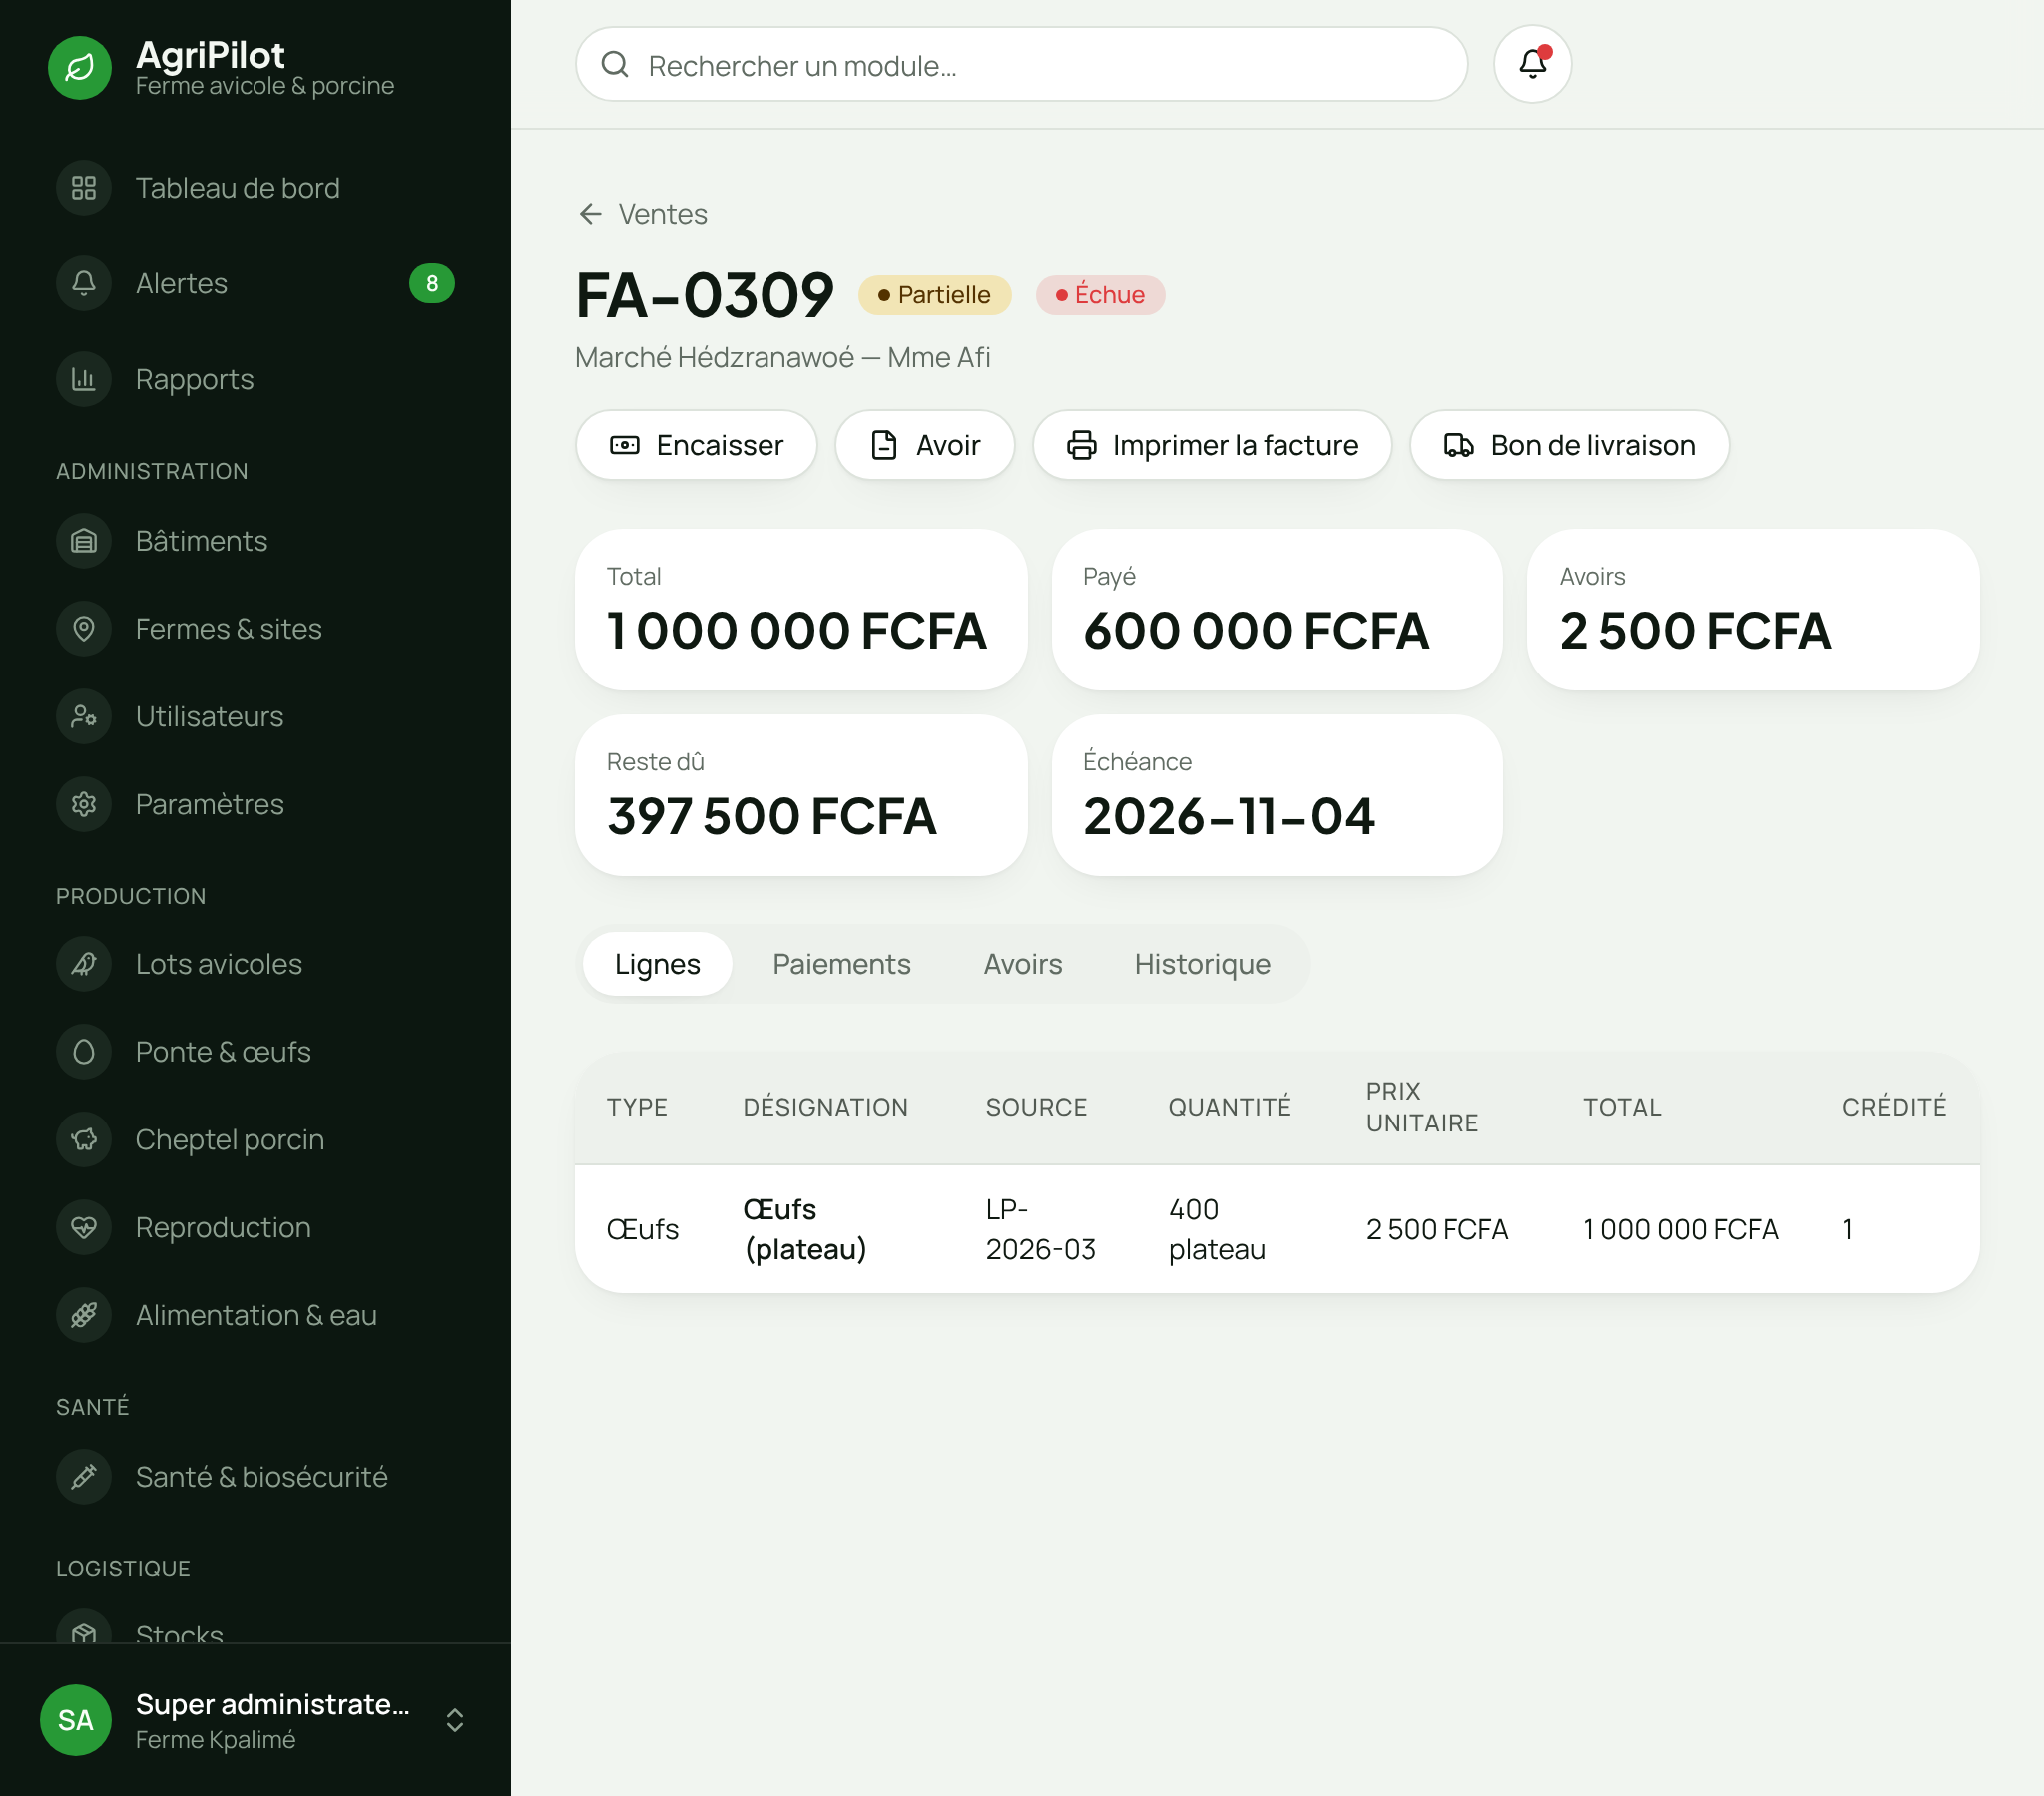 AgriPilot
Ferme avicole & porcine
Tableau de bord
Alertes
8
Rapports
ADMINISTRATION
Bâtiments
Fermes & sites
Utilisateurs
Paramètres
PRODUCTION
Lots avicoles
Ponte & œufs
Cheptel porcin
Reproduction
Alimentation & eau
SANTÉ
Santé & biosécurité
LOGISTIQUE
Stocks
SA
Super administrate...
Ferme Kpalimé
Rechercher un module...
Ventes
FA-0309
Partielle
Échue
Marché Hédzranawoé — Mme Afi
Encaisser
Avoir
Imprimer la facture
Bon de livraison
Total
1 000 000 FCFA
Payé
600 000 FCFA
Avoirs
2 500 FCFA
Reste dû
397 500 FCFA
Échéance
2026-11-04
Lignes
Paiements
Avoirs
Historique
TYPE
DÉSIGNATION
SOURCE
QUANTITÉ
PRIX
UNITAIRE
TOTAL
CRÉDITÉ
Œufs
Œufs
(plateau)
LP-
2026-03
400
plateau
2 500 FCFA
1 000 000 FCFA
1